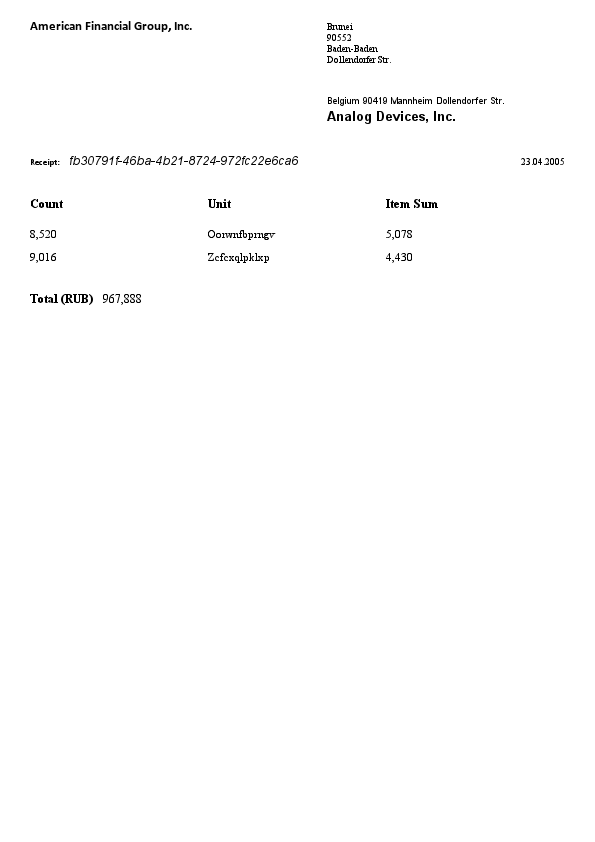 American Financial Group, Inc.
Brunei
90552
Baden-Baden
Dollendorfer Str.
Belgium 90419 Mannheim Dollendorfer Str.
Analog Devices, Inc.
Receipt: fb30791f-46ba-4b21-8724-972fc22e6ca6 23.04.2005
Count Unit Item Sum
8,520 Oorwnfbprngv 5,078
9,016 Zcfcxqlpklxp 4,430
Total (RUB) 967,888